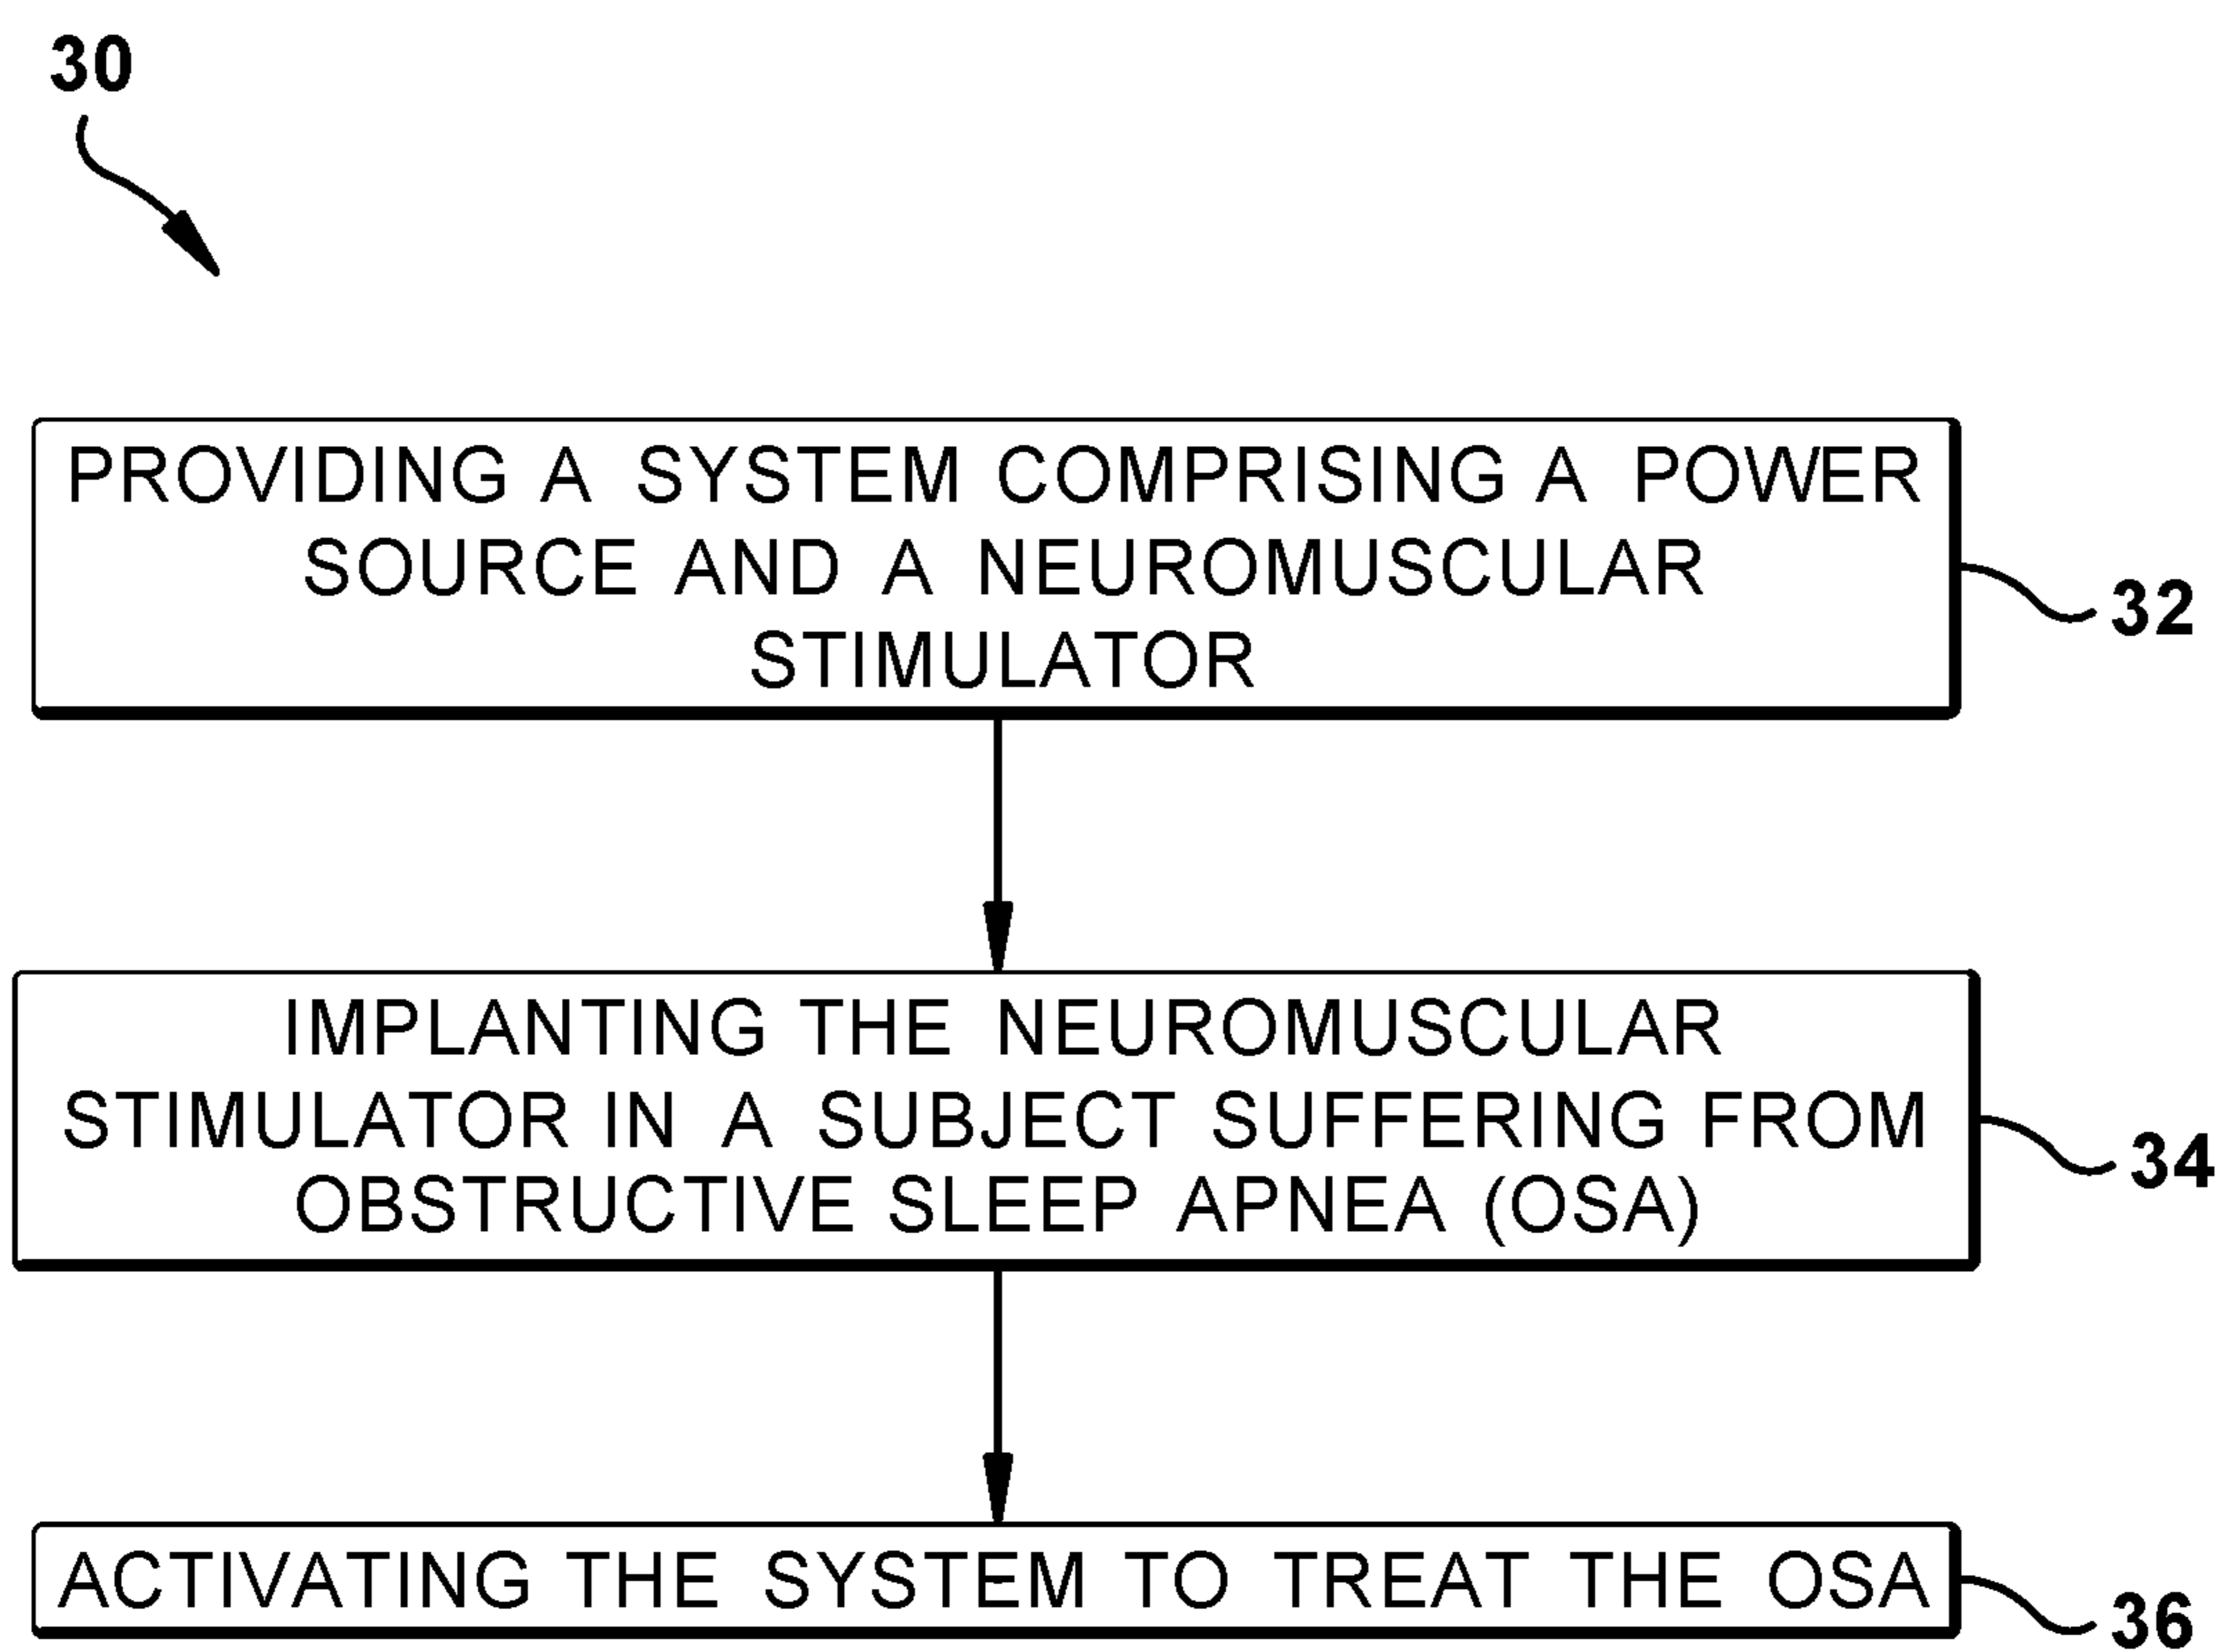 30
PROVIDING A SYSTEM COMPRISING A POWER
SOURCE AND A NEUROMUSCULAR
STIMULATOR
32
IMPLANTING THE NEUROMUSCULAR
STIMULATOR IN A SUBJECT SUFFERING FROM
OBSTRUCTIVE SLEEP APNEA (OSA)
34
ACTIVATING THE SYSTEM TO TREAT THE OSA
36